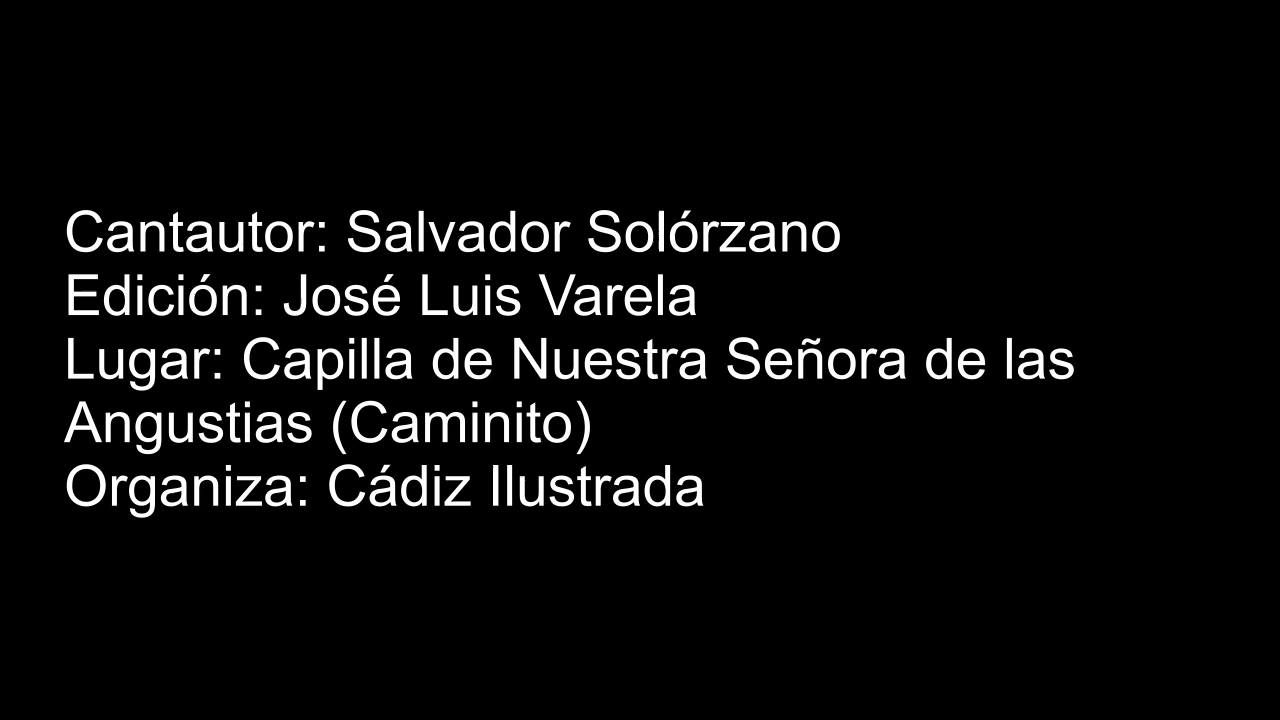 Cantautor: Salvador Solórzano
Edición: José Luis Varela
Lugar: Capilla de Nuestra Señora de las
Angustias (Caminito)
Organiza: Cádiz Ilustrada